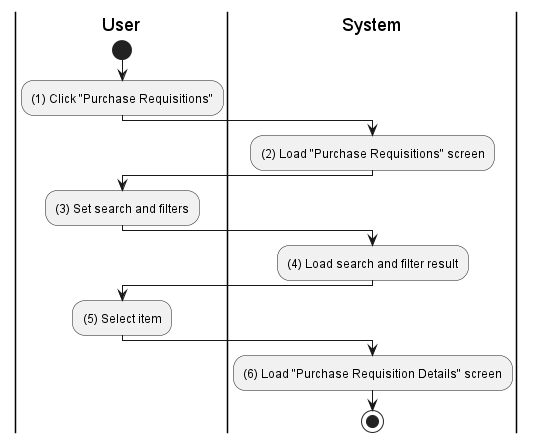 User
System
(1) Click "Purchase Requisitions"
(2) Load "Purchase Requisitions" screen
(3) Set search and filters
(4) Load search and filter result
(5) Select item
(6) Load "Purchase Requisition Details" screen